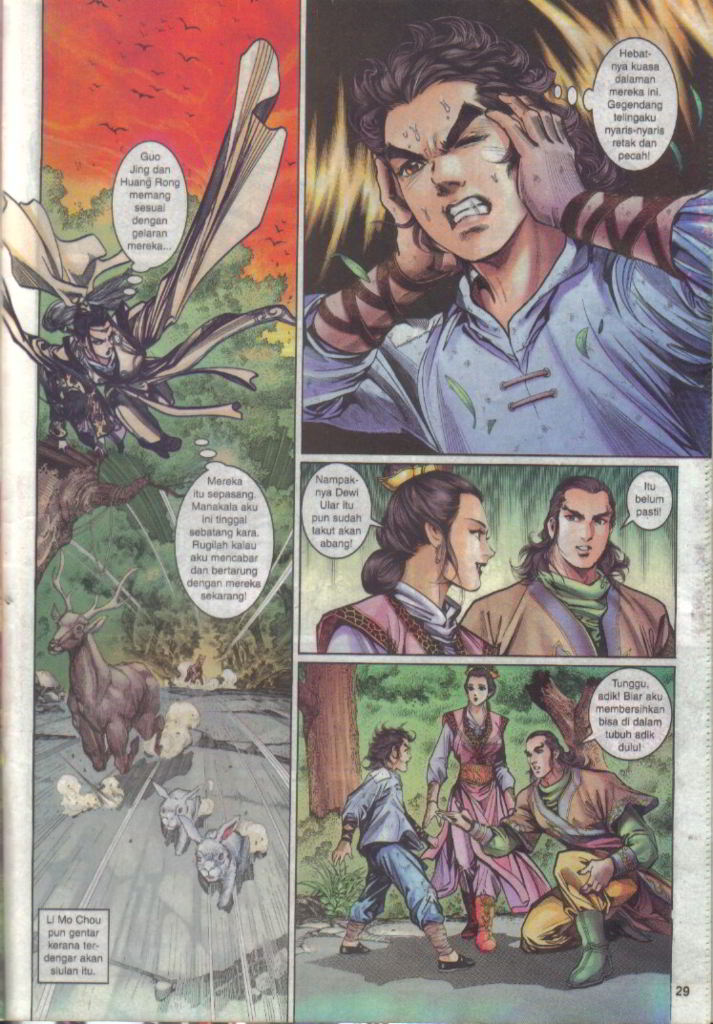 Guo
Jing dan
Huang Rong
memang
sesuai
dengan
gelaran
mereka...
Mereka
itu sepasang.
Manakala aku
ini tinggal
sebatang kara.
Rugilah kalau
aku mencabar
dan bertarung
dengan mereka
sekarang!
Li Mo Chou
pun gentar
kerana ter-
dengar akan
siulan itu.
Hebat-
nya kuasa
dalaman
mereka ini.
Gegendang
telingaku
nyaris-nyaris
retak dan
pecah!
Nampak-
nya Dewi
Ular itu
pun sudah
takut akan
abang!
Itu
belum
pasti!
Tunggu,
adik! Biar aku
membersihkan
bisa di dalam
tubuh adik
dulu!
29